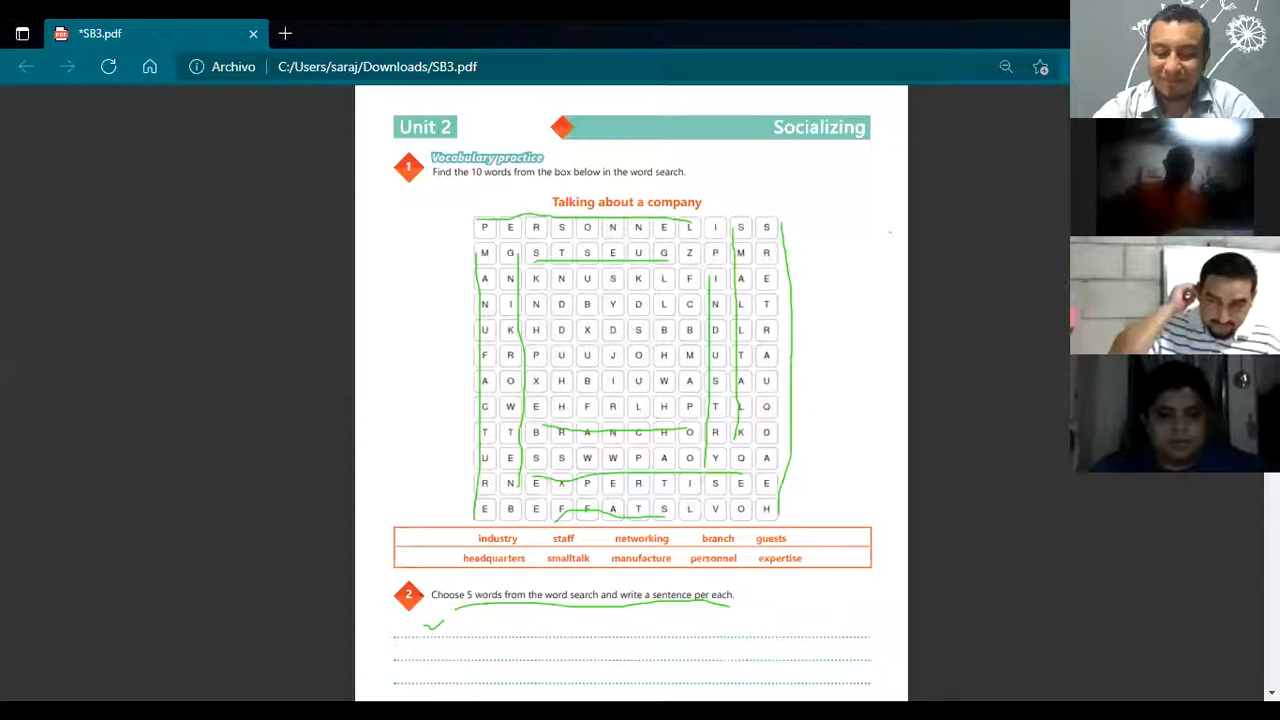 *SB3.pdf
Archivo C:/Users/saraj/Downloads/SB3.pdf
Unit 2 Socializing
1 Vocabulary practice
Find the 10 words from the box below in the word search.
Talking about a company
P E R S O N N E L I S S
M G S T S E U G Z P M R
A N K N U S K L F I A E
N I N D B Y D L C N L T
U K H D X D S B B D L R
F R P U U J O H M U T A
A O X H B I U W A S A U
C W E H F R L H P T L Q
T T B R A N C H O R K D
U E S S W W P A O Y Q A
R N E X P E R T I S E E
E B E F F A T S L V O H
industry staff networking branch guests
headquarters smalltalk manufacture personnel expertise
2 Choose 5 words from the word search and write a sentence per each.